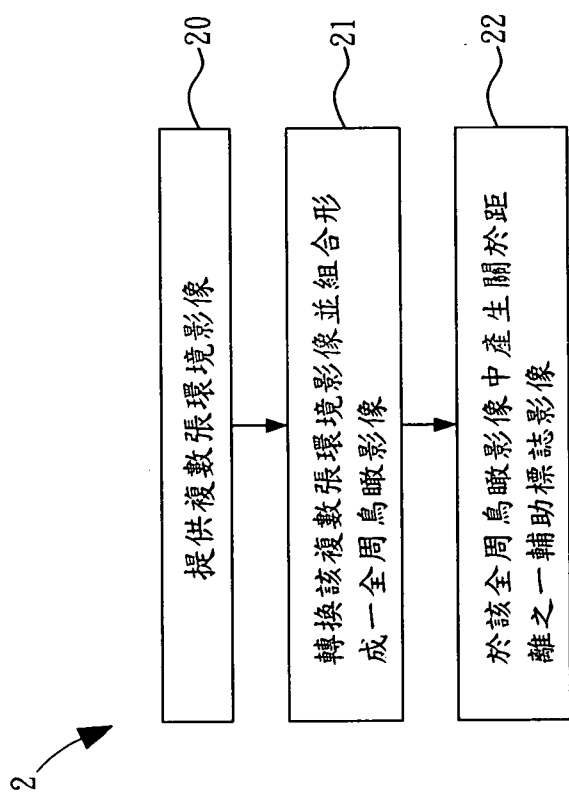 2
提供複數張環境影像
20
轉換該複數張環境影像並組合形
成一全周鳥瞰影像
21
於該全周鳥瞰影像中產生關於距
離之一輔助標誌影像
22